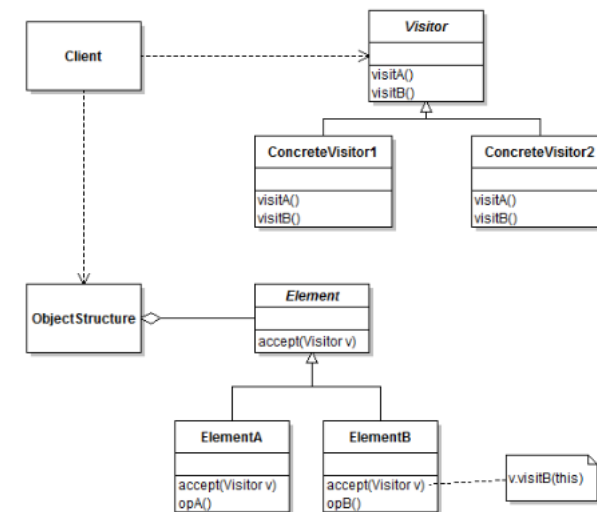 Visitor
Client
visitA()
visitB()
ConcreteVisitor1
ConcreteVisitor2
visitA()
visitB()
visitA()
visitB()
Element
ObjectStructure
accept(Visitor v)
ElementA
ElementB
accept(Visitor v)
opA()
accept(Visitor v)
opB()
v.visitB(this)